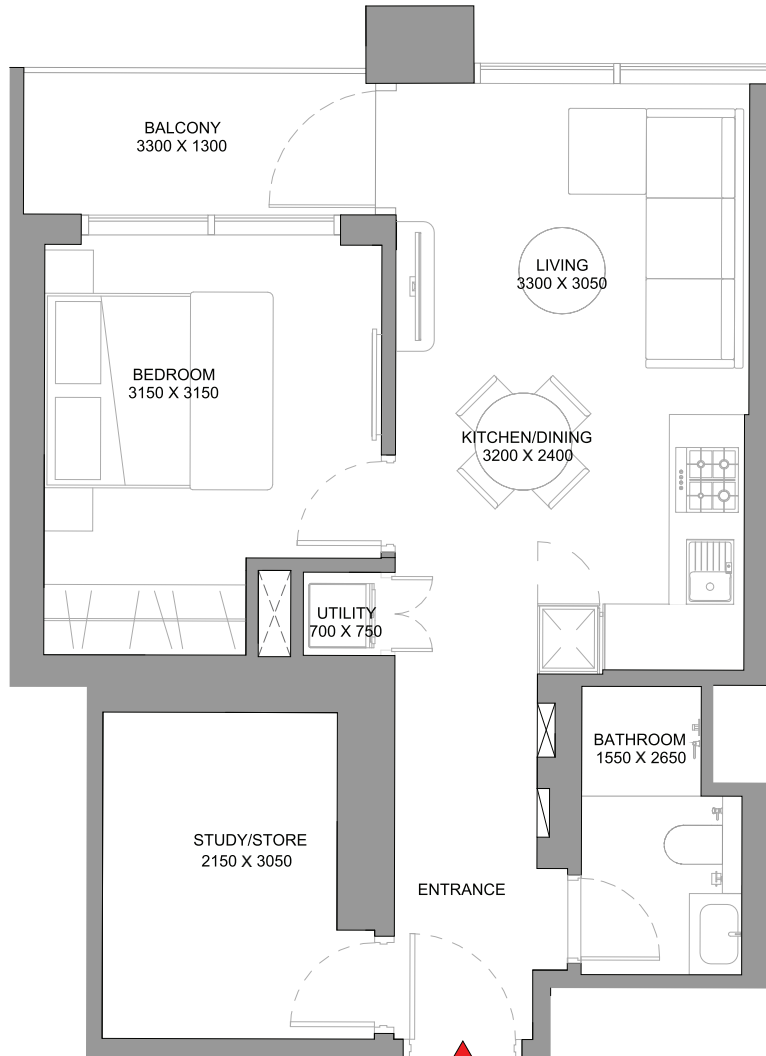 BALCONY
3300 X 1300
LIVING
3300 X 3050
BEDROOM
3150 X 3150
KITCHEN/DINING
3200 X 2400
UTILITY
700 X 750
BATHROOM
1550 X 2650
STUDY/STORE
2150 X 3050
ENTRANCE